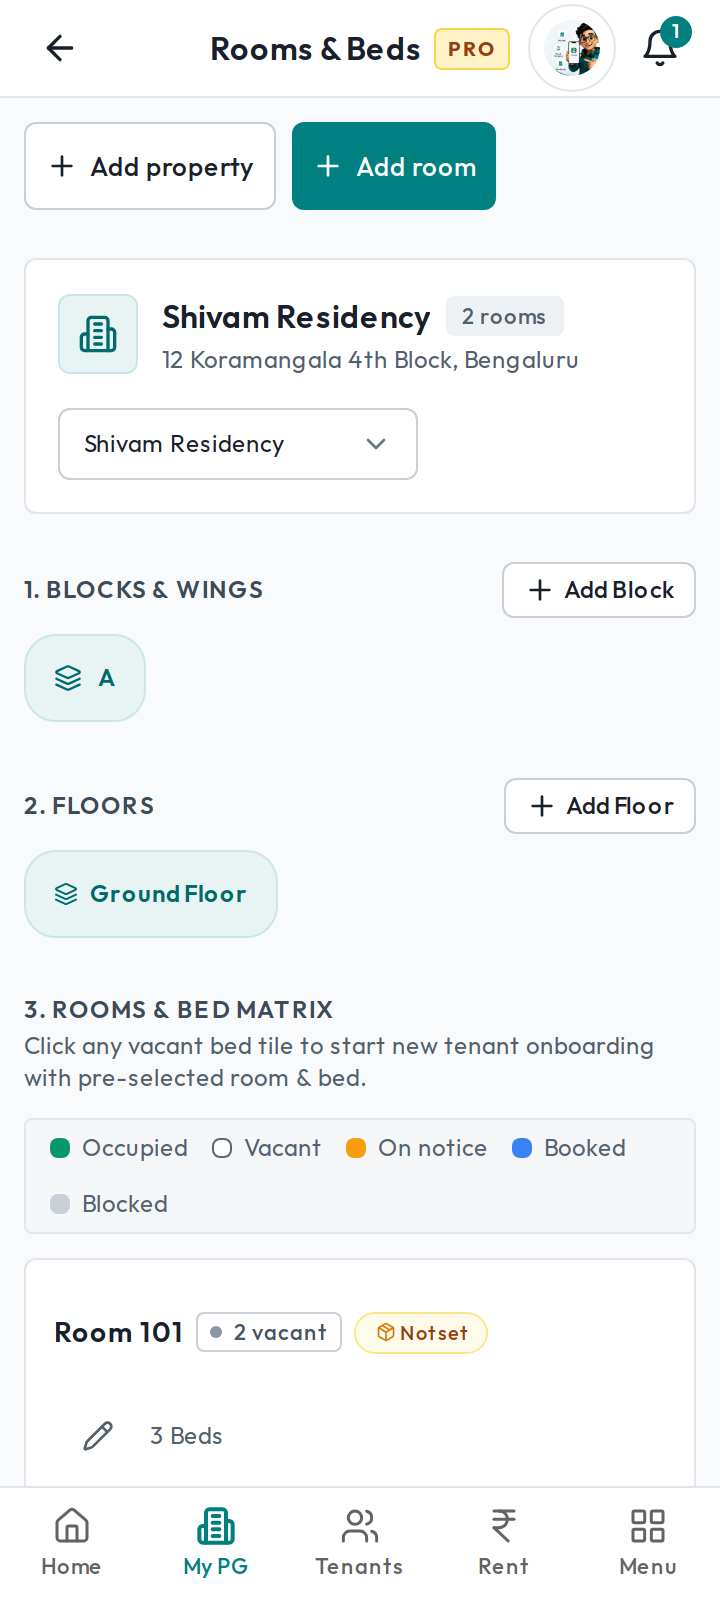 Rooms & Beds PRO
1
Add property
Add room
Shivam Residency 2 rooms
12 Koramangala 4th Block, Bengaluru
Shivam Residency
1. BLOCKS & WINGS
Add Block
A
2. FLOORS
Add Floor
Ground Floor
3. ROOMS & BED MATRIX
Click any vacant bed tile to start new tenant onboarding
with pre-selected room & bed.
Occupied Vacant On notice Booked
Blocked
Room 101 2 vacant Not set
3 Beds
Home My PG Tenants Rent Menu